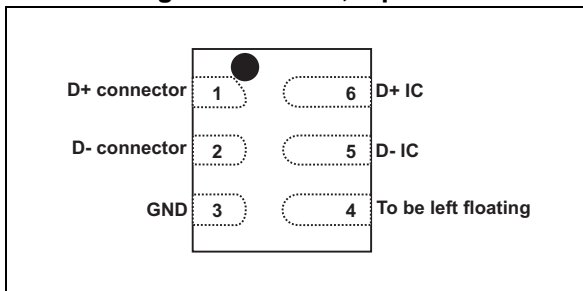 D+ connector 1 6 D+ IC
D- connector 2 5 D- IC
GND 3 4 To be left floating